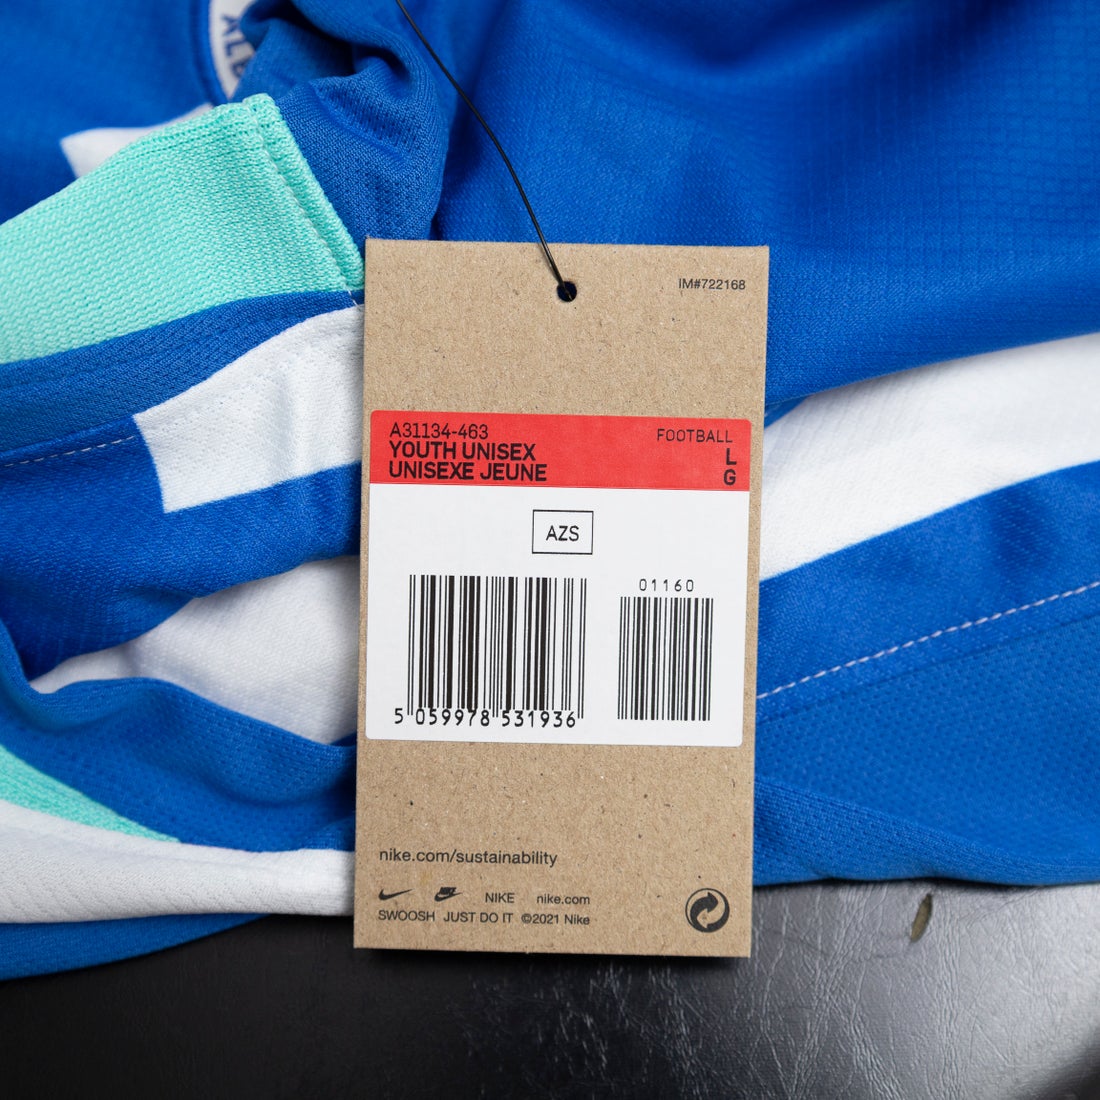 IM#722168
A31134-463
FOOTBALL
YOUTH UNISEX
L
UNISEXE JEUNE
G
AZS
01160
5 059978 531936
nike.com/sustainability
NIKE nike.com
SWOOSH JUST DO IT ©2021 Nike